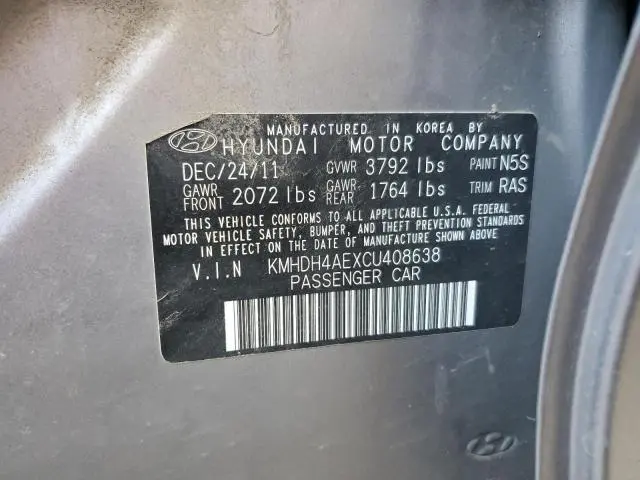 MANUFACTURED IN KOREA BY
HYUNDAI MOTOR COMPANY
DEC/24/11 GVWR 3792 lbs PAINT N5S
GAWR FRONT 2072 lbs GAWR REAR 1764 lbs TRIM RAS
THIS VEHICLE CONFORMS TO ALL APPLICABLE U.S.A. FEDERAL
MOTOR VEHICLE SAFETY, BUMPER, AND THEFT PREVENTION STANDARDS
IN EFFECT ON THE DATE OF MANUFACTURE SHOWN ABOVE.
V.I.N KMHDH4AEXCU408638
PASSENGER CAR